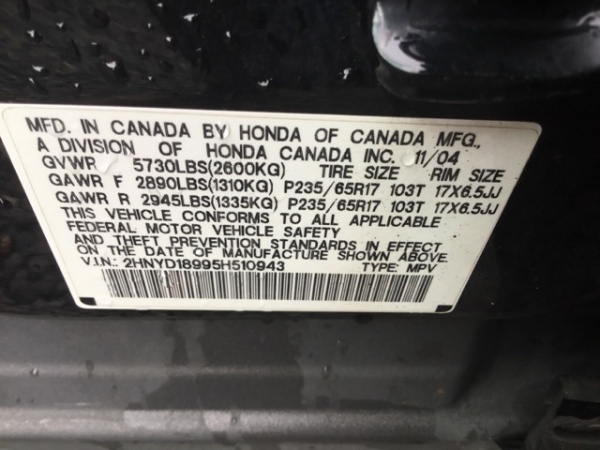 MFD. IN CANADA BY HONDA OF CANADA MFG.,
A DIVISION OF HONDA CANADA INC. 11/04
GVWR 5730LBS(2600KG) TIRE SIZE RIM SIZE
GAWR F 2890LBS(1310KG) P235/65R17 103T 17X6.5JJ
GAWR R 2945LBS(1335KG) P235/65R17 103T 17X6.5JJ
THIS VEHICLE CONFORMS TO ALL APPLICABLE
FEDERAL MOTOR VEHICLE SAFETY
AND THEFT PREVENTION STANDARDS IN EFFECT
ON THE DATE OF MANUFACTURE SHOWN ABOVE.
V.I.N.: 2HNYD18995H510943 TYPE: MPV